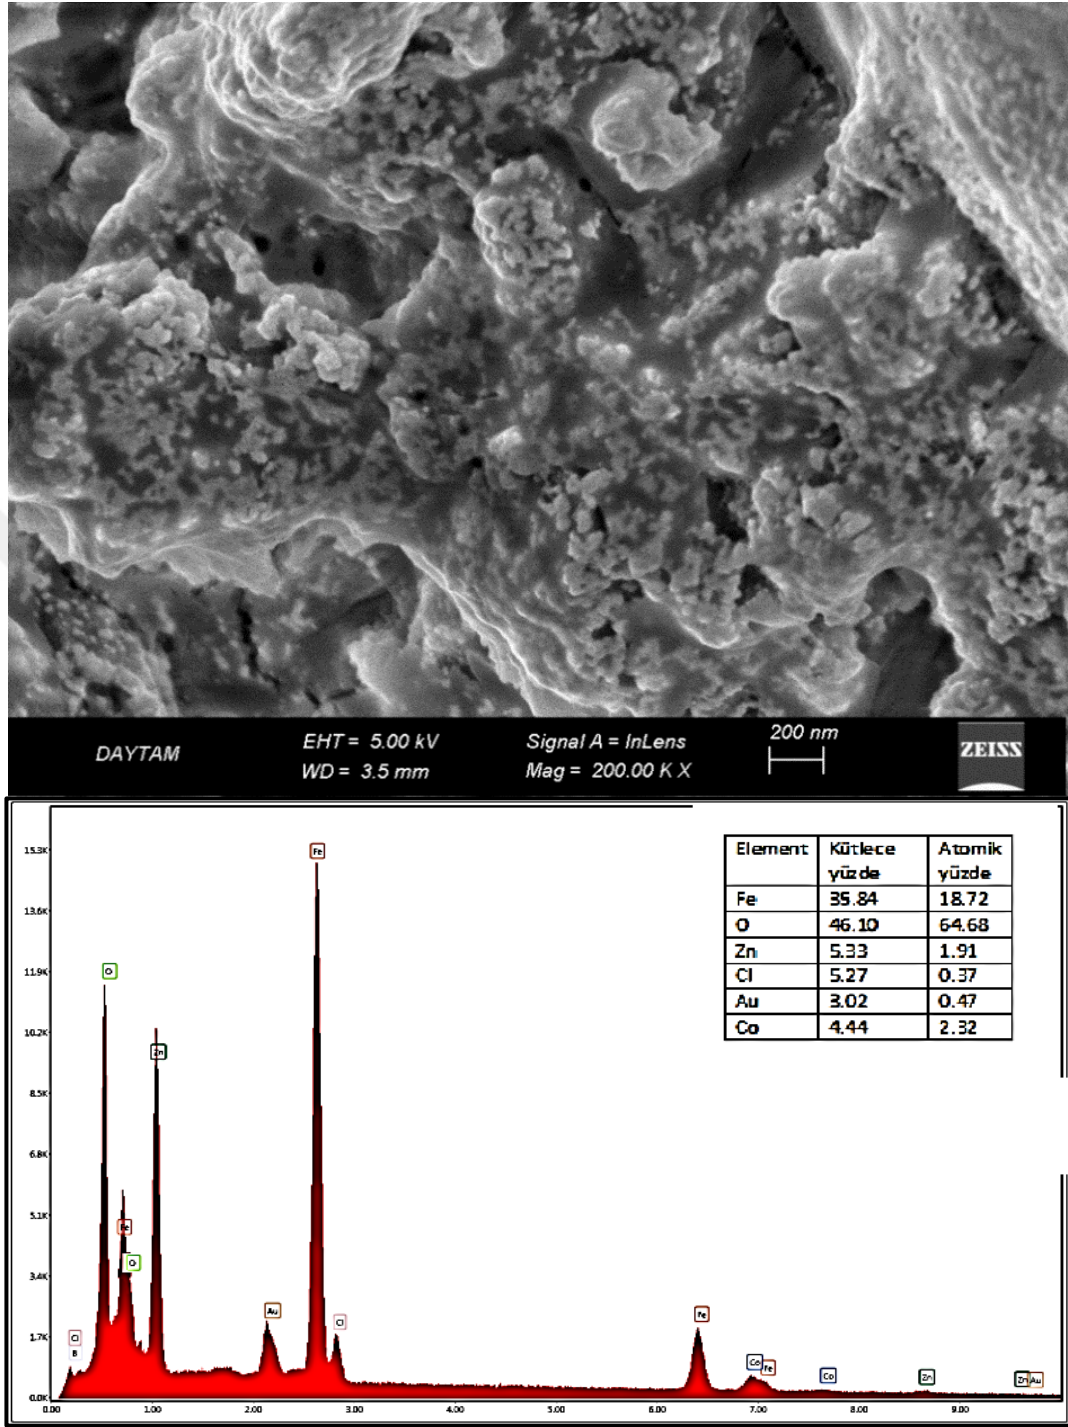 DAYTAM
EHT = 5.00 kV
WD = 3.5 mm
Signal A = InLens
Mag = 200.00 K X
200 nm
ZEISS
Element Kütlece yüzde Atomik yüzde
Fe 35.84 18.72
O 46.10 64.68
Zn 5.33 1.91
Cl 5.27 0.37
Au 3.02 0.47
Co 4.44 2.32
15.3K
13.6K
11.9K
10.2K
8.5K
6.8K
5.1K
3.4K
1.7K
0.0K
Fe
O
Zn
Fe
O
Au
Cl
Cl
B
Fe
Co
Fe
Co
Zn
Zn
Au
0.00 1.00 2.00 3.00 4.00 5.00 6.00 7.00 8.00 9.00